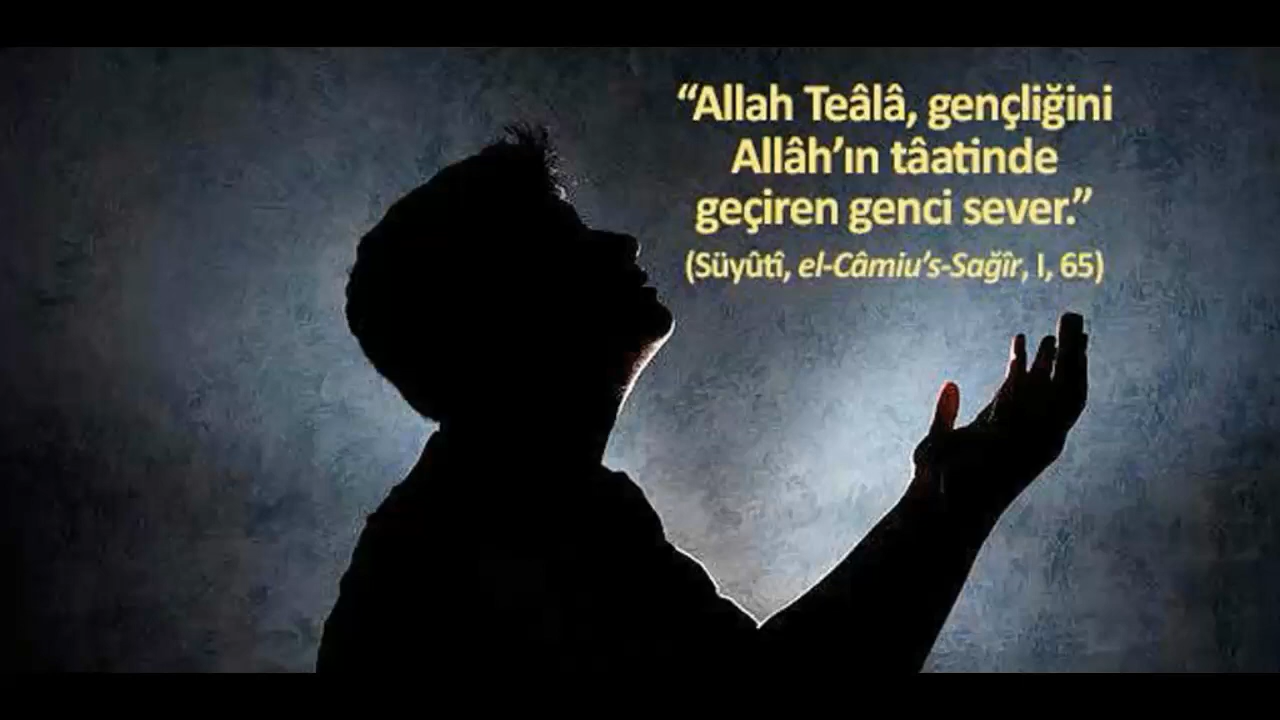 “Allah Teâlâ, gençliğini
Allâh’ın tâatinde
geçiren genci sever.”
(Süyûtî, el-Câmiu’s-Sağîr, I, 65)